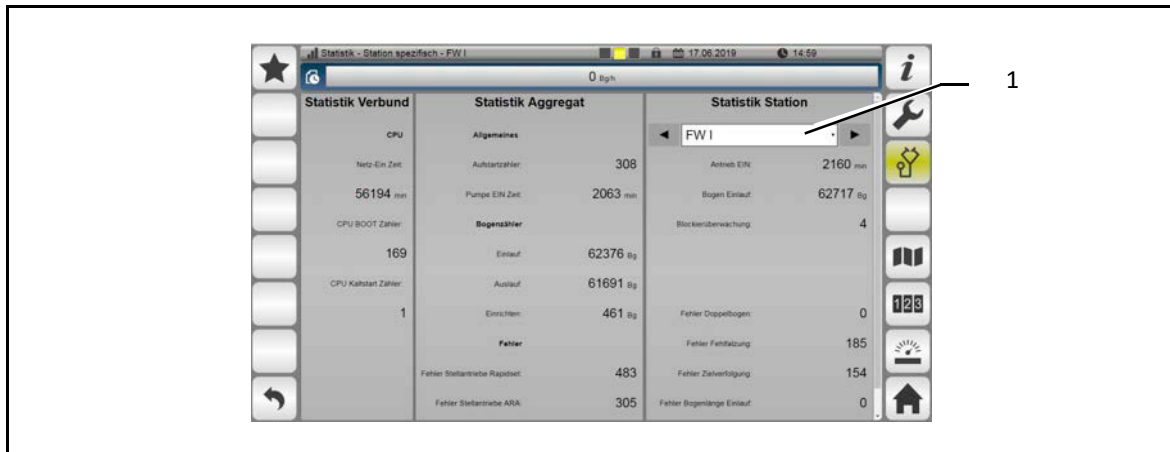 Statistik - Station spezifisch - FW I
17.06.2019
14:59
i
0 Bg/h
1
Statistik Verbund
CPU
Netz-Ein Zeit:
56194 min
CPU BOOT Zähler:
169
CPU Kaltstart Zähler:
1
Statistik Aggregat
Allgemeines
Aufstartzähler: 308
Pumpe EIN Zeit: 2063 min
Bogenzähler
Einlauf: 62376 Bg
Auslauf: 61691 Bg
Einrichten: 461 Bg
Fehler
Fehler Stellantriebe Rapidset: 483
Fehler Stellantriebe ARA: 305
Statistik Station
FW I
Antrieb EIN: 2160 min
Bogen Einlauf: 62717 Bg
Blockierüberwachung: 4
Fehler Doppelbogen: 0
Fehler Fehlfalzung: 185
Fehler Zielverfolgung: 154
Fehler Bogenlänge Einlauf: 0
1 2 3